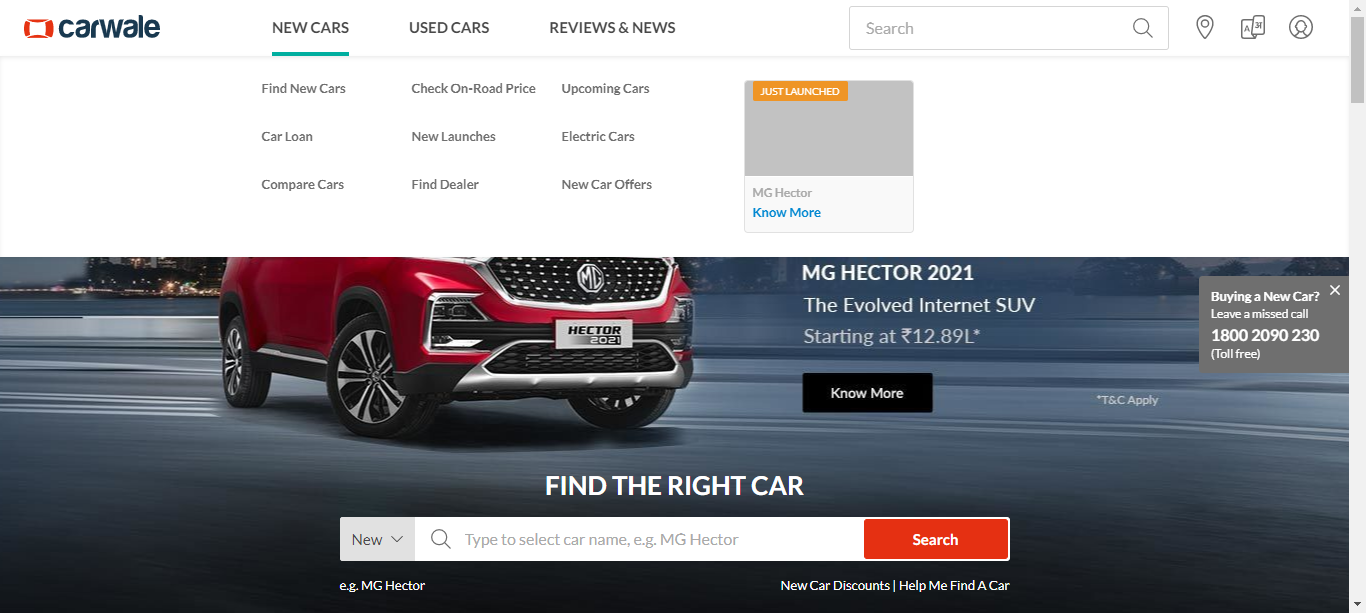 carwale
NEW CARS
USED CARS
REVIEWS & NEWS
Search
Find New Cars
Check On-Road Price
Upcoming Cars
Car Loan
New Launches
Electric Cars
Compare Cars
Find Dealer
New Car Offers
JUST LAUNCHED
MG Hector
Know More
MG
HECTOR
2021
MG HECTOR 2021
The Evolved Internet SUV
Starting at ₹12.89L*
Know More
*T&C Apply
Buying a New Car?
Leave a missed call
1800 2090 230
(Toll free)
FIND THE RIGHT CAR
New
Type to select car name, e.g. MG Hector
Search
e.g. MG Hector
New Car Discounts | Help Me Find A Car